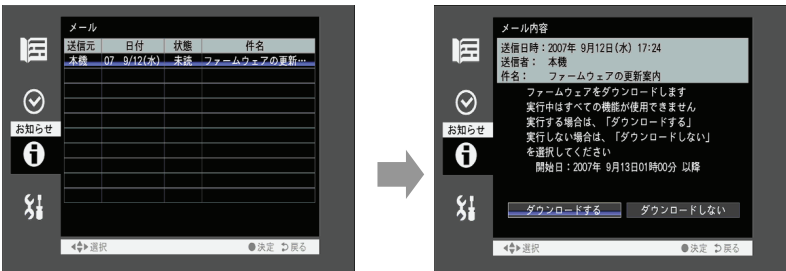 メール
送信元 日付 状態 件名
本機 07 9/12(水) 未読 ファームウェアの更新…
お知らせ
選択 ●決定 戻る
メール内容
送信日時：2007年 9月12日(水) 17:24
送信者： 本機
件名： ファームウェアの更新案内
ファームウェアをダウンロードします
実行中はすべての機能が使用できません
実行する場合は、「ダウンロードする」
実行しない場合は、「ダウンロードしない」
を選択してください
開始日：2007年 9月13日01時00分 以降
お知らせ
ダウンロードする ダウンロードしない
選択 ●決定 戻る